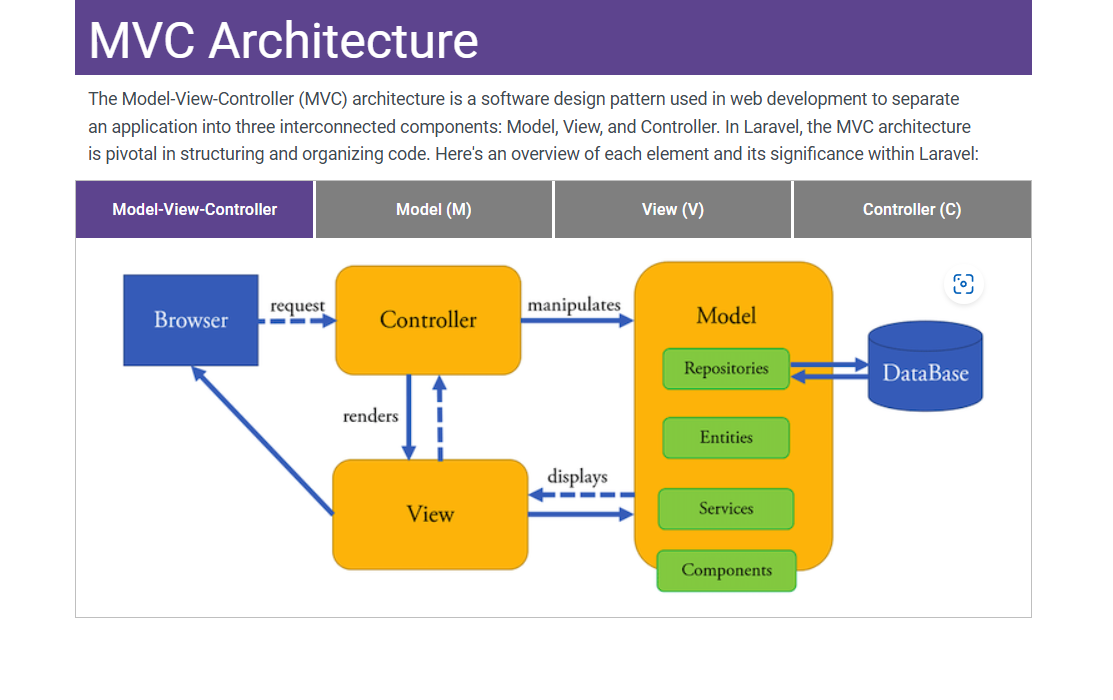 MVC Architecture
The Model-View-Controller (MVC) architecture is a software design pattern used in web development to separate
an application into three interconnected components: Model, View, and Controller. In Laravel, the MVC architecture
is pivotal in structuring and organizing code. Here's an overview of each element and its significance within Laravel:
Model-View-Controller
Model (M)
View (V)
Controller (C)
Browser
request
Controller
manipulates
Model
Repositories
DataBase
renders
Entities
displays
View
Services
Components